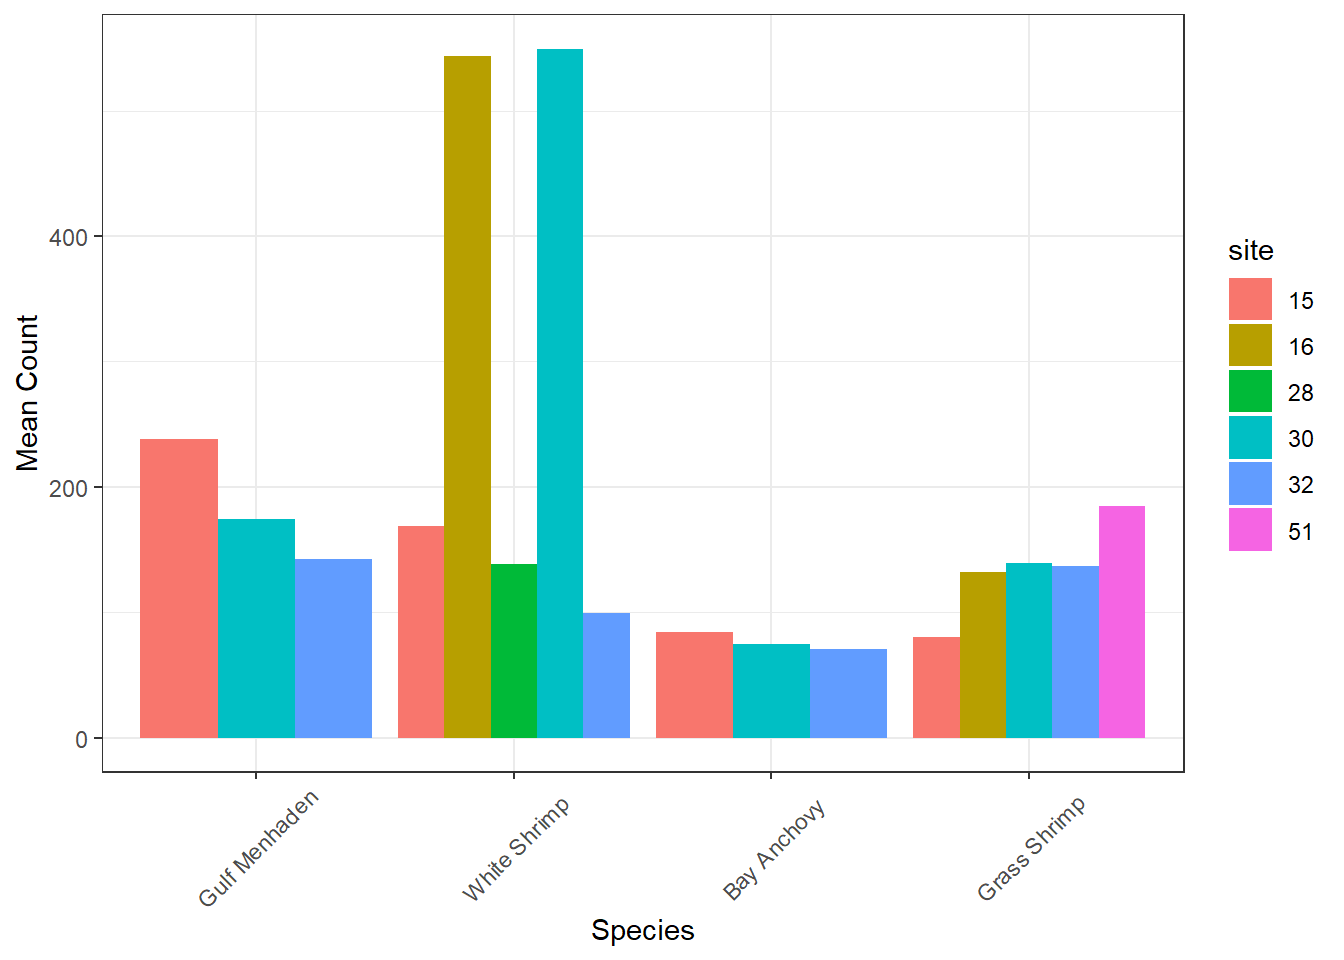 Mean Count
400
200
0
Gulf Menhaden
White Shrimp
Bay Anchovy
Grass Shrimp
Species
site
15
16
28
30
32
51